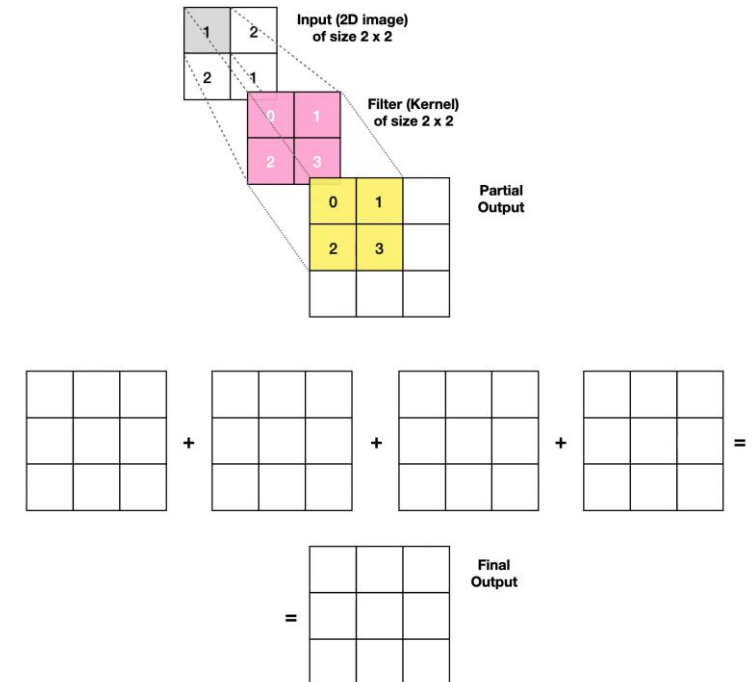 Input (2D image)
of size 2 x 2
1 2
2 1
Filter (Kernel)
of size 2 x 2
0 1
2 3
Partial
Output
0 1
2 3
+ + + =
Final
Output
=